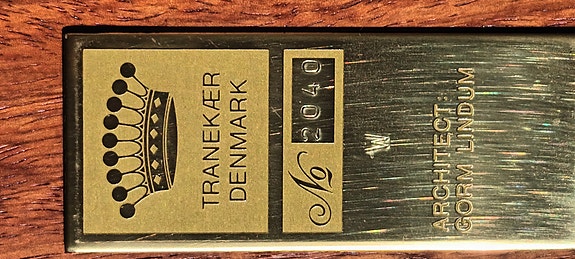 TRANEKÆR
DENMARK
No 2040
W
ARCHITECT:
GORM LINDUM